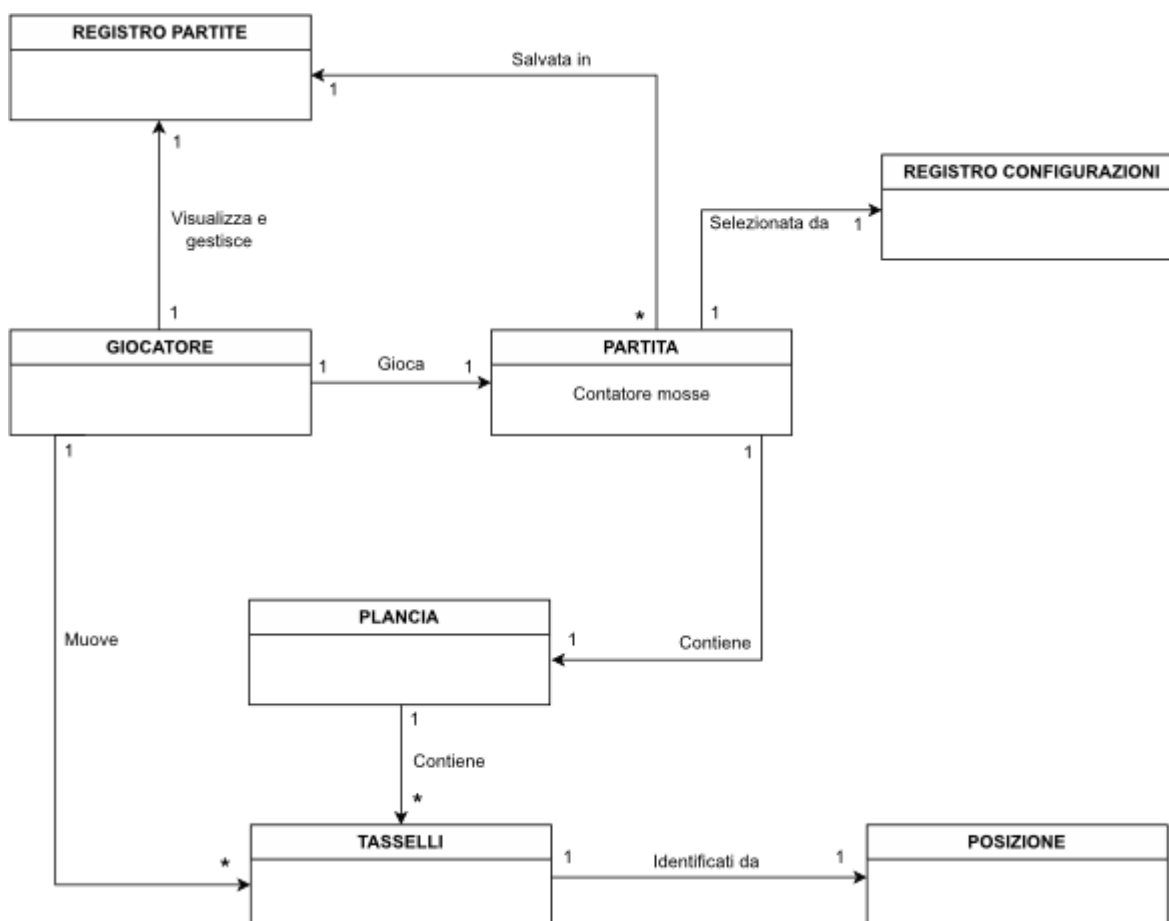 REGISTRO PARTITE
Salvata in
1
1
REGISTRO CONFIGURAZIONI
Visualizza e
gestisce
Selezionata da
1
1
*
1
GIOCATORE
PARTITA
1
Gioca
1
Contatore mosse
1
1
PLANCIA
Muove
1
Contiene
1
Contiene
*
TASSELLI
POSIZIONE
*
1
Identificati da
1